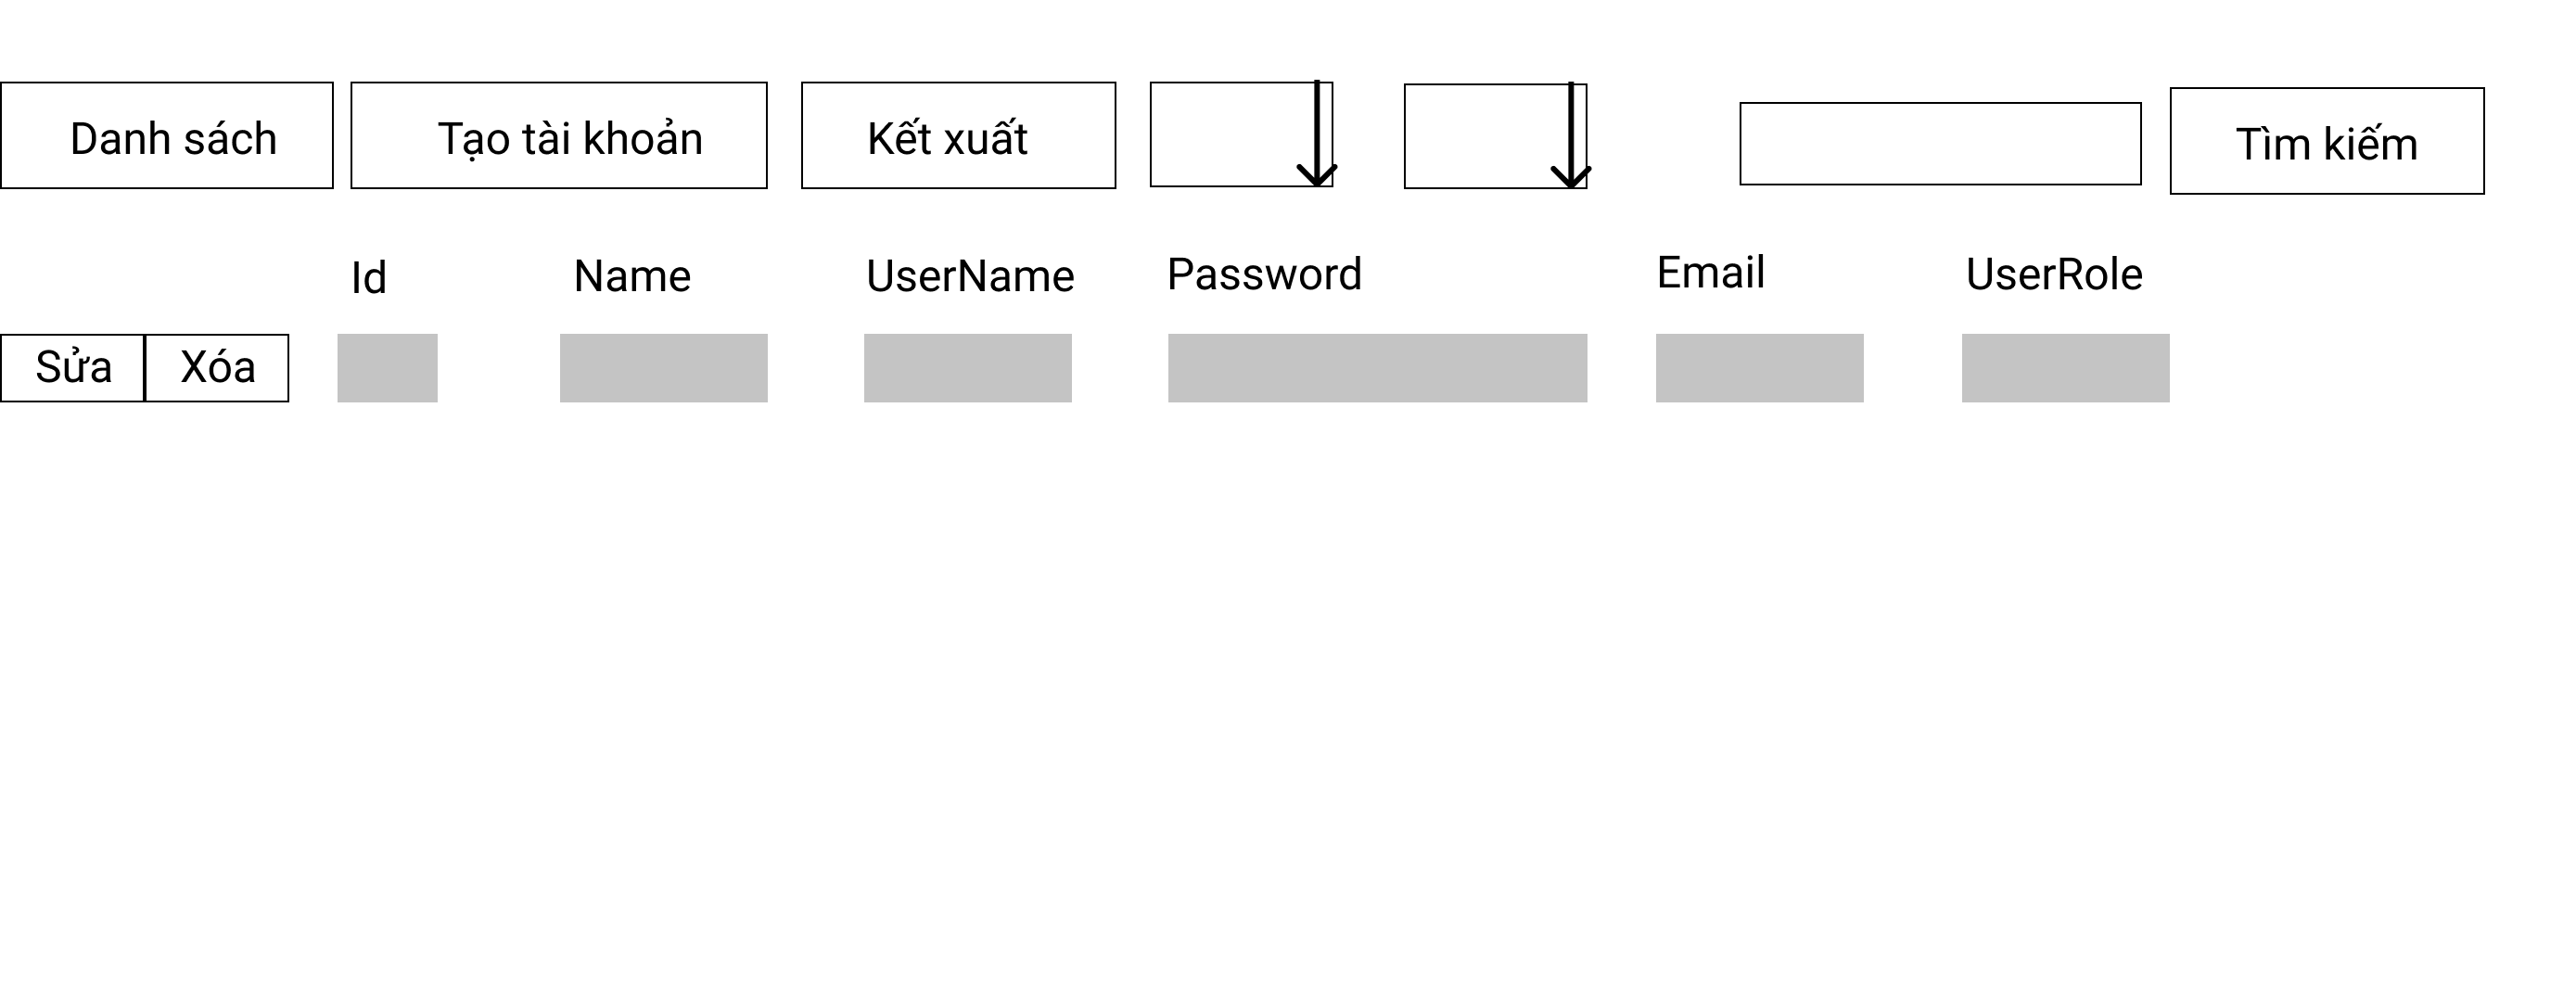 Danh sách Tạo tài khoản Kết xuất Tìm kiếm
Id Name UserName Password Email UserRole
Sửa Xóa